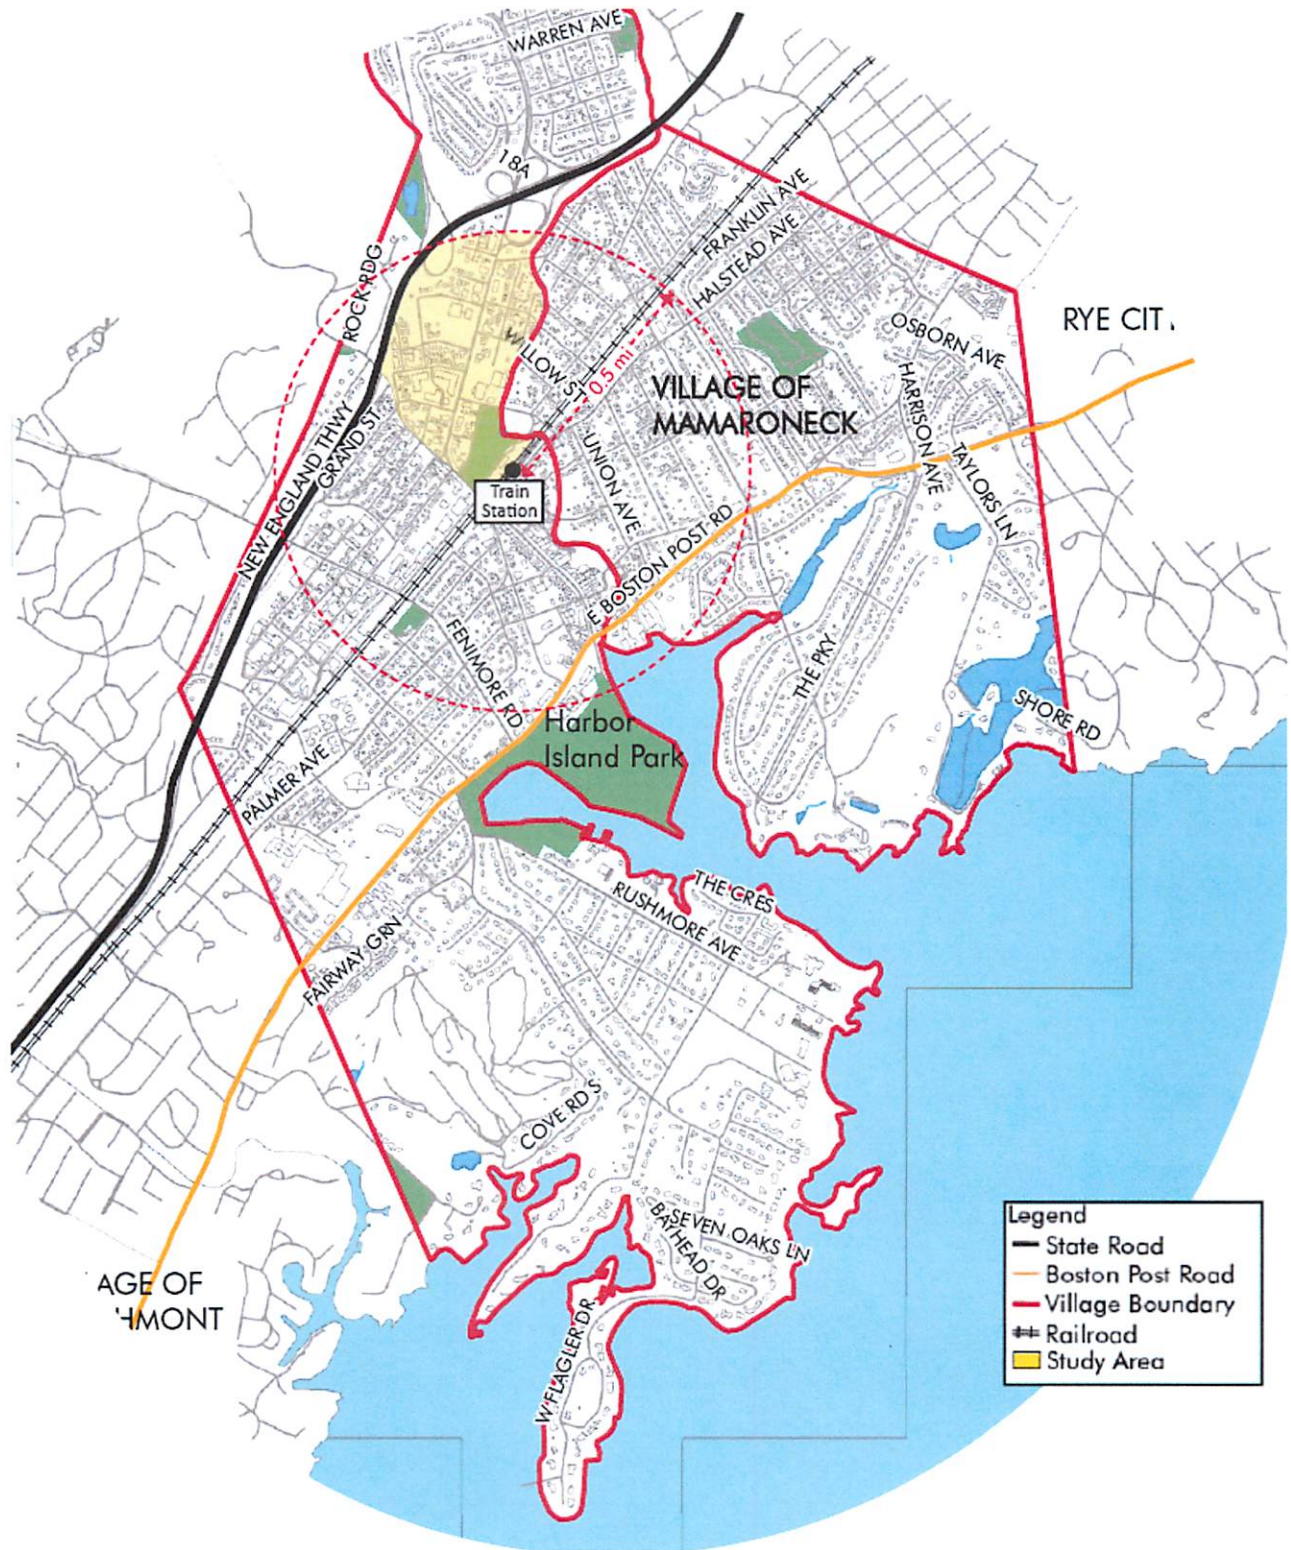 WARREN AVE
18A
FRANKLIN AVE
HALSTEAD AVE
ROCK RDG
RYE CIT
OSBORN AVE
WILLOW ST
0.5 mi
VILLAGE OF
MAMARONECK
HARRISON AVE
NEW ENGLAND THWY
GRAND ST
UNION AVE
TAYLORS LN
Train
Station
E BOSTON POST RD
FENIMORE RD
THE PKY
SHORE RD
Harbor
Island Park
PALMER AVE
THE CRES
RUSHMORE AVE
FAIRWAY GRN
COVE RD S
SEVEN OAKS LN
BAYHEAD DR
W FLAGLER DR
AGE OF
HMONT
Legend
State Road
Boston Post Road
Village Boundary
Railroad
Study Area